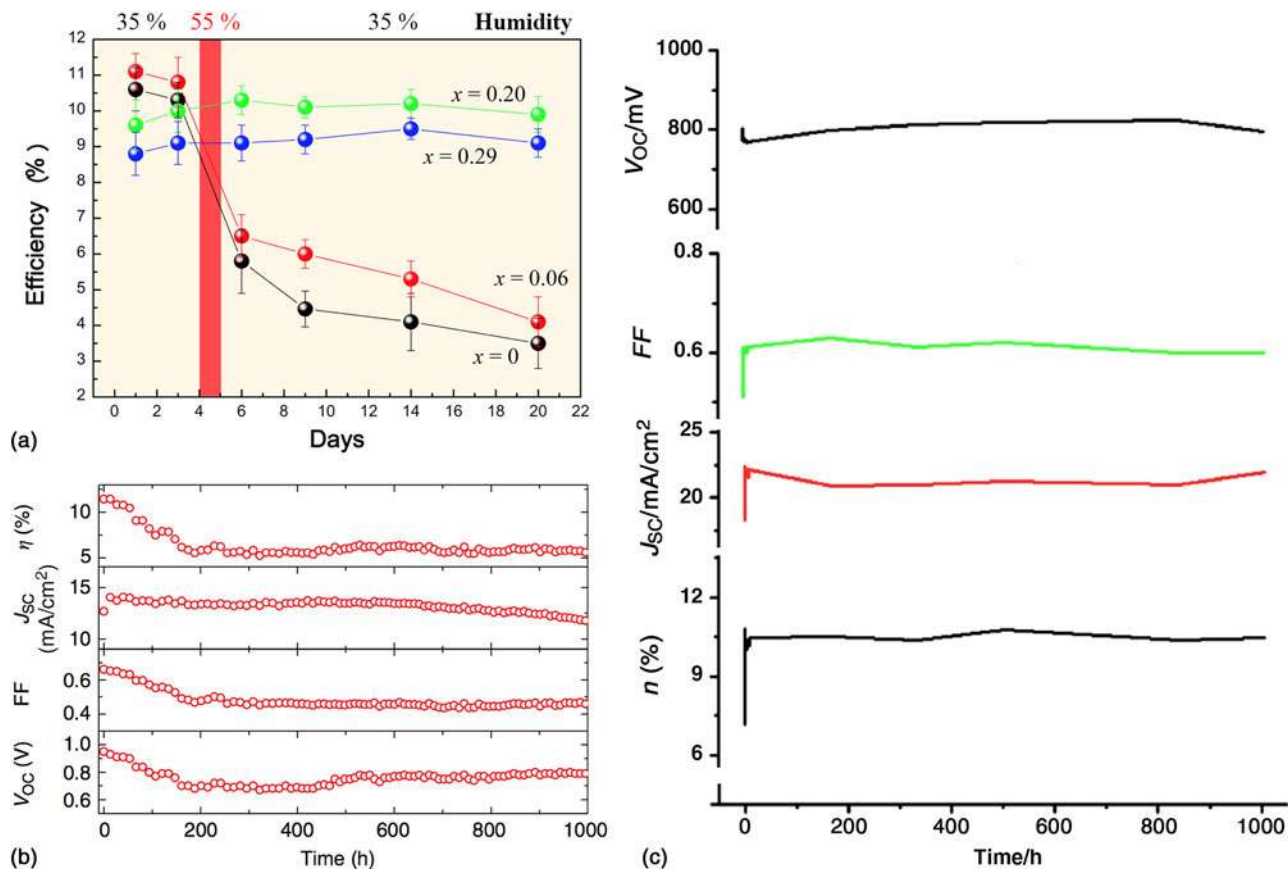 35 % 55 % 35 % Humidity
12
11
10
9
8
7
6
5
4
3
2
Efficiency (%)
x = 0.20
x = 0.29
x = 0.06
x = 0
0 2 4 6 8 10 12 14 16 18 20 22
Days
(a)
η (%)
10
5
JSC (mA/cm2)
15
10
FF
0.6
0.4
VOC (V)
1.0
0.8
0.6
0 200 400 600 800 1000
Time (h)
(b)
VOC/mV
1000
800
600
FF
0.8
0.6
JSC/mA/cm2
25
20
n (%)
12
9
6
0 200 400 600 800 1000
Time/h
(c)